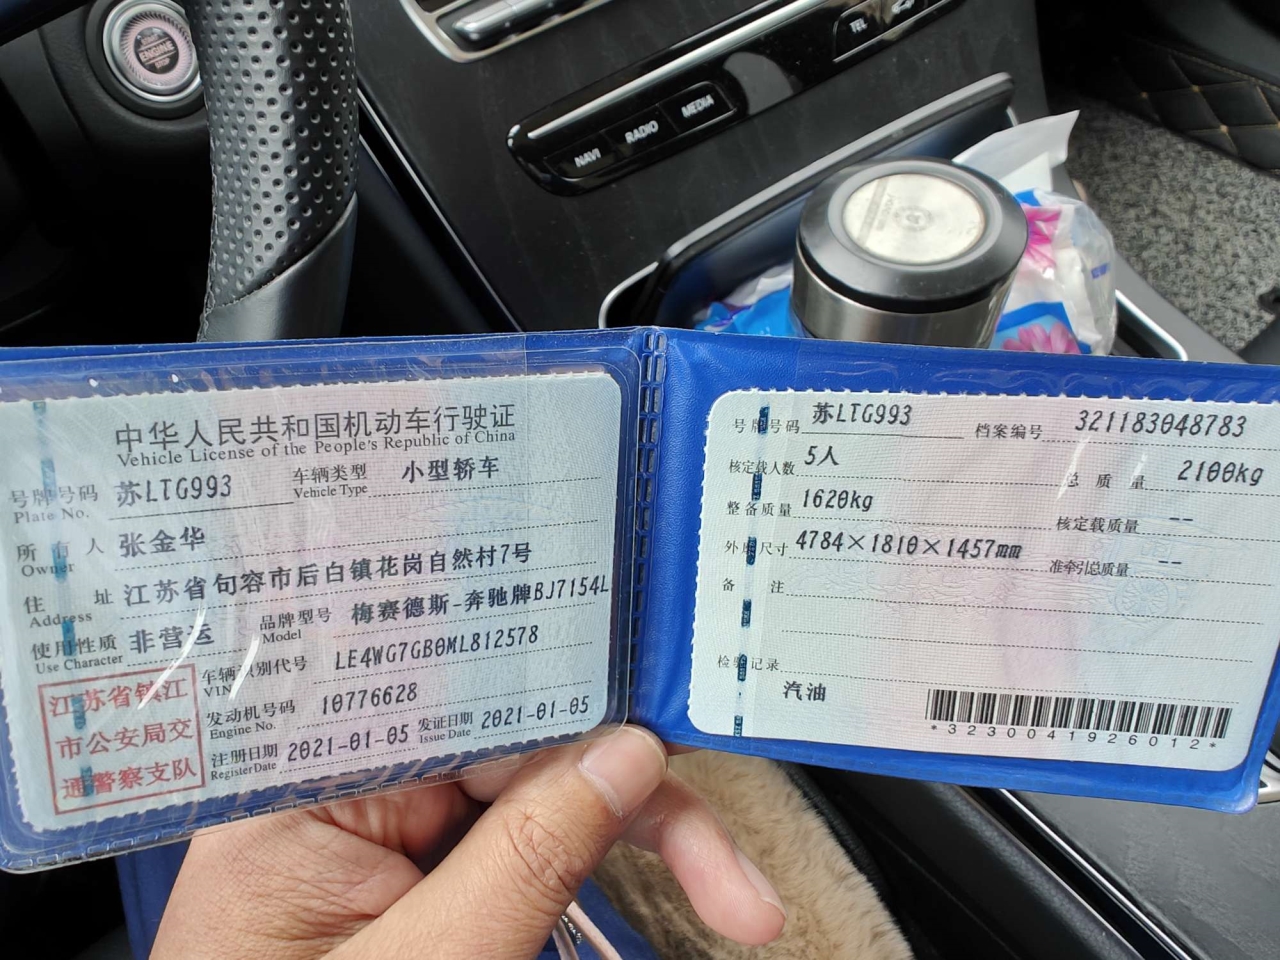 ENGINE
NAVI RADIO MEDIA
TEL
中华人民共和国机动车行驶证
Vehicle License of the People's Republic of China
号牌号码 苏LTG993 车辆类型 小型轿车
Plate No. Vehicle Type
所有人 张金华
Owner
住址 江苏省句容市后白镇花岗自然村7号
Address
使用性质 非营运 品牌型号 梅赛德斯-奔驰牌BJ7154L
Use Character Model
江苏省镇江
市公安局交
通警察支队
车辆识别代号 LE4WG7GB0ML812578
VIN
发动机号码 10776628
Engine No.
注册日期 2021-01-05 发证日期 2021-01-05
Register Date Issue Date
号牌号码 苏LTG993 档案编号 321183048783
核定载人数 5人 总质量 2100kg
整备质量 1620kg 核定载质量 --
外廓尺寸 4784×1810×1457mm 准牵引总质量 --
备注
检验记录
汽油
*3230041926012*